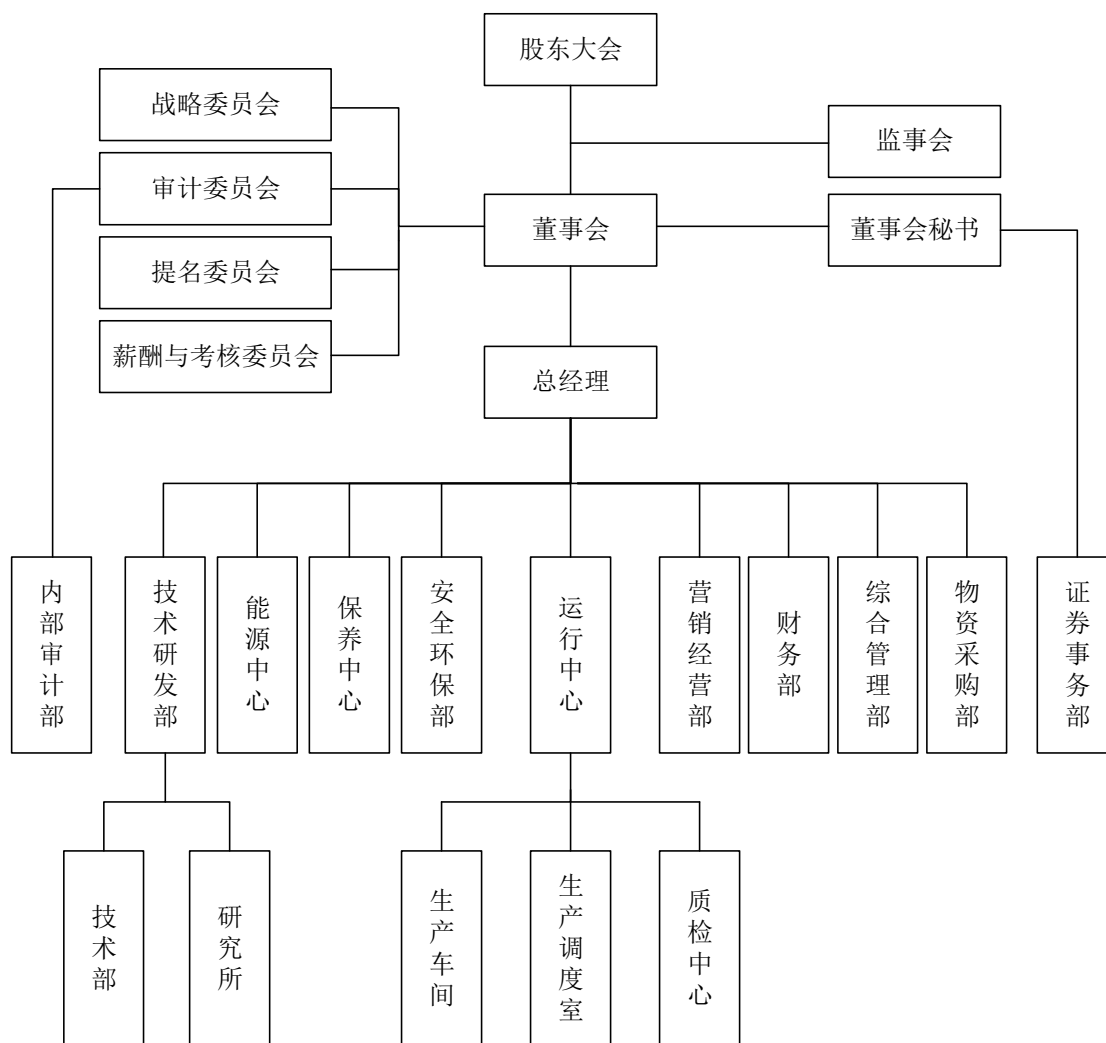 股东大会
战略委员会
监事会
审计委员会
董事会
董事会秘书
提名委员会
薪酬与考核委员会
总经理
内部审计部
技术研发部
能源中心
保养中心
安全环保部
运行中心
营销经营部
财务部
综合管理部
物资采购部
证券事务部
技术部
研究所
生产车间
生产调度室
质检中心